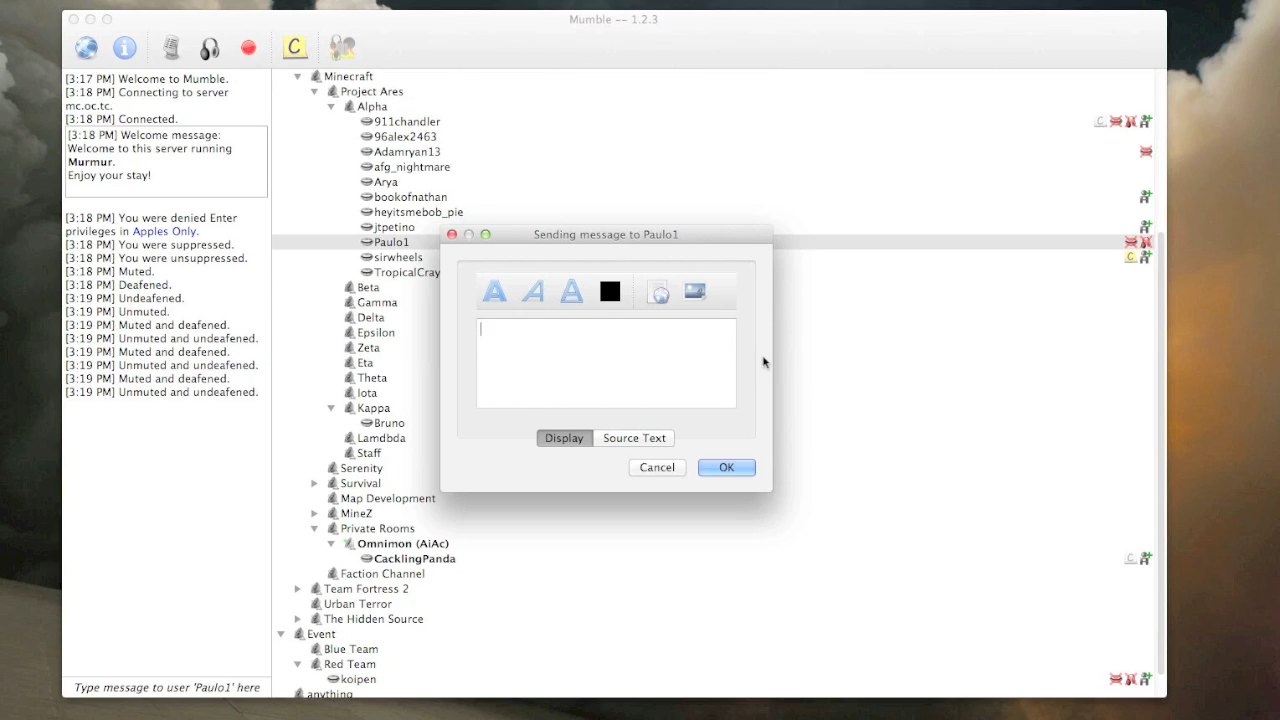 Mumble -- 1.2.3
C
[3:17 PM] Welcome to Mumble.
[3:18 PM] Connecting to server
mc.oc.tc.
[3:18 PM] Connected.
[3:18 PM] Welcome message:
Welcome to this server running
Murmur.
Enjoy your stay!
[3:18 PM] You were denied Enter
privileges in Apples Only.
[3:18 PM] You were suppressed.
[3:18 PM] You were unsuppressed.
[3:18 PM] Muted.
[3:18 PM] Deafened.
[3:19 PM] Undeafened.
[3:19 PM] Unmuted.
[3:19 PM] Muted and deafened.
[3:19 PM] Unmuted and undeafened.
[3:19 PM] Muted and deafened.
[3:19 PM] Unmuted and undeafened.
[3:19 PM] Muted and deafened.
[3:19 PM] Unmuted and undeafened.
Type message to user 'Paulo1' here
Minecraft
Project Ares
Alpha
911chandler
96alex2463
Adamryan13
afg_nightmare
Arya
bookofnathan
heyitsmebob_pie
jtpetino
Paulo1
sirwheels
TropicalCray
Beta
Gamma
Delta
Epsilon
Zeta
Eta
Theta
Iota
Kappa
Bruno
Lamdbda
Staff
Serenity
Survival
Map Development
MineZ
Private Rooms
Omnimon (AiAc)
CacklingPanda
Faction Channel
Team Fortress 2
Urban Terror
The Hidden Source
Event
Blue Team
Red Team
koipen
anything
C
C
C
Sending message to Paulo1
A A A
Display Source Text
Cancel OK